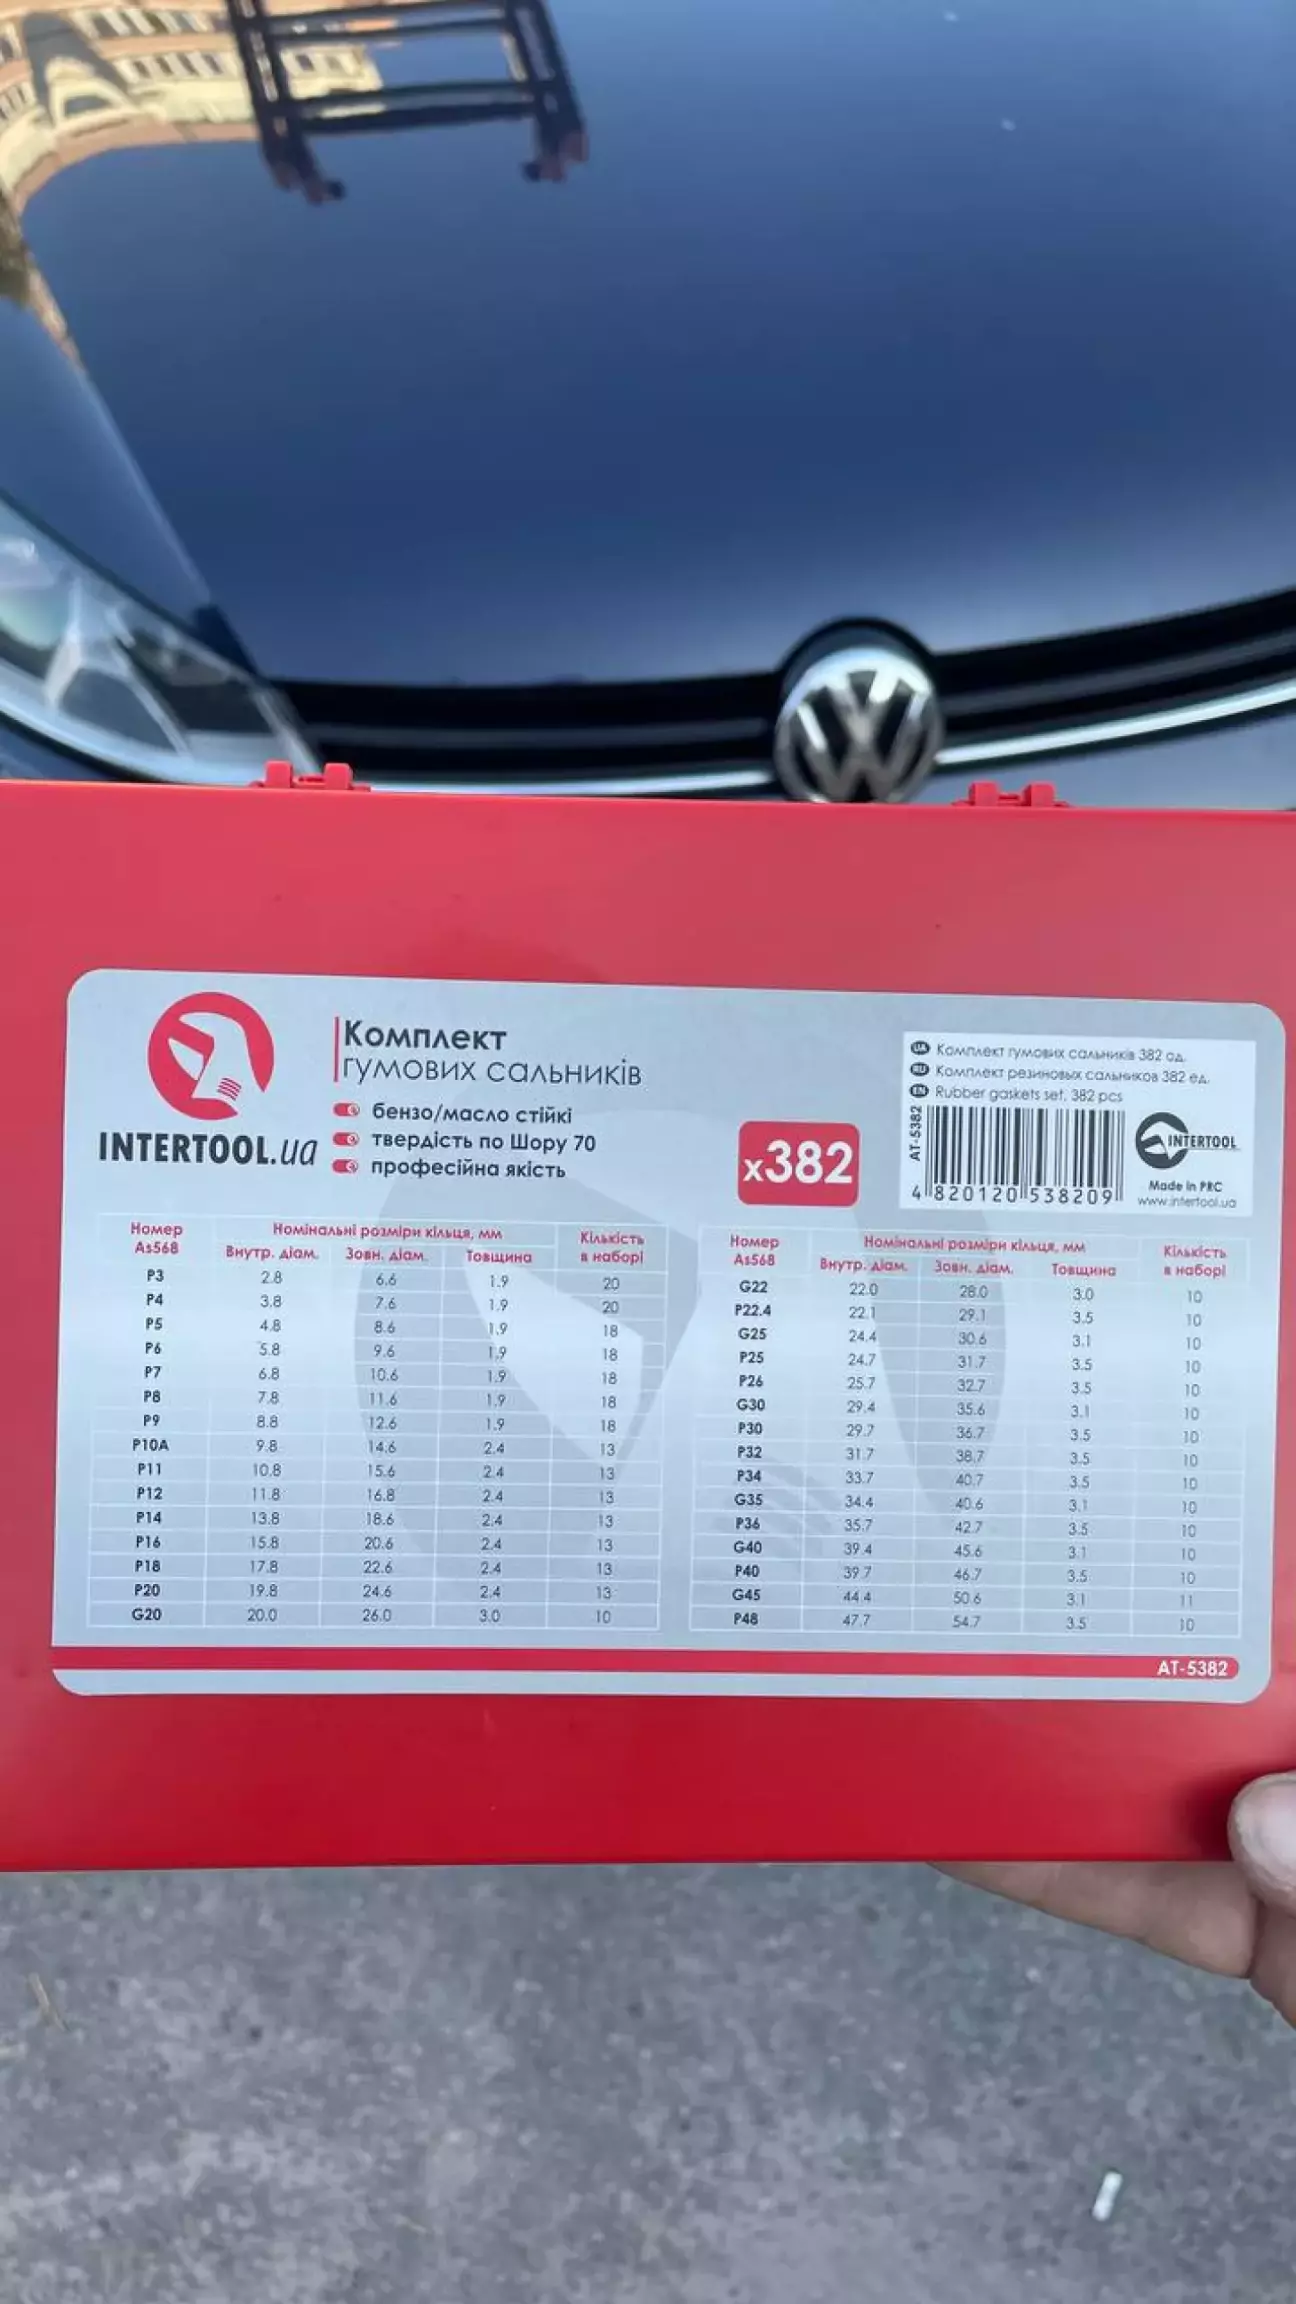 INTERTOOL.ua
Комплект
гумових сальників
бензо/масло стійкі
твердість по Шору 70
професійна якість
x382
UA Комплект гумових сальників 382 од.
RU Комплект резиновых сальников 382 ед.
EN Rubber gaskets set, 382 pcs
AT-5382
4 820120 538209
INTERTOOL
Made in PRC
www.intertool.ua
Номер As568 Номінальні розміри кільця, мм Кількість в наборі
Внутр. діам. Зовн. діам. Товщина
P3 2.8 6.6 1.9 20
P4 3.8 7.6 1.9 20
P5 4.8 8.6 1.9 18
P6 5.8 9.6 1.9 18
P7 6.8 10.6 1.9 18
P8 7.8 11.6 1.9 18
P9 8.8 12.6 1.9 18
P10A 9.8 14.6 2.4 13
P11 10.8 15.6 2.4 13
P12 11.8 16.8 2.4 13
P14 13.8 18.6 2.4 13
P16 15.8 20.6 2.4 13
P18 17.8 22.6 2.4 13
P20 19.8 24.6 2.4 13
G20 20.0 26.0 3.0 10
Номер As568 Номінальні розміри кільця, мм Кількість в наборі
Внутр. діам. Зовн. діам. Товщина
G22 22.0 28.0 3.0 10
P22.4 22.1 29.1 3.5 10
G25 24.4 30.6 3.1 10
P25 24.7 31.7 3.5 10
P26 25.7 32.7 3.5 10
G30 29.4 35.6 3.1 10
P30 29.7 36.7 3.5 10
P32 31.7 38.7 3.5 10
P34 33.7 40.7 3.5 10
G35 34.4 40.6 3.1 10
P36 35.7 42.7 3.5 10
G40 39.4 45.6 3.1 10
P40 39.7 46.7 3.5 10
G45 44.4 50.6 3.1 11
P48 47.7 54.7 3.5 10
AT-5382